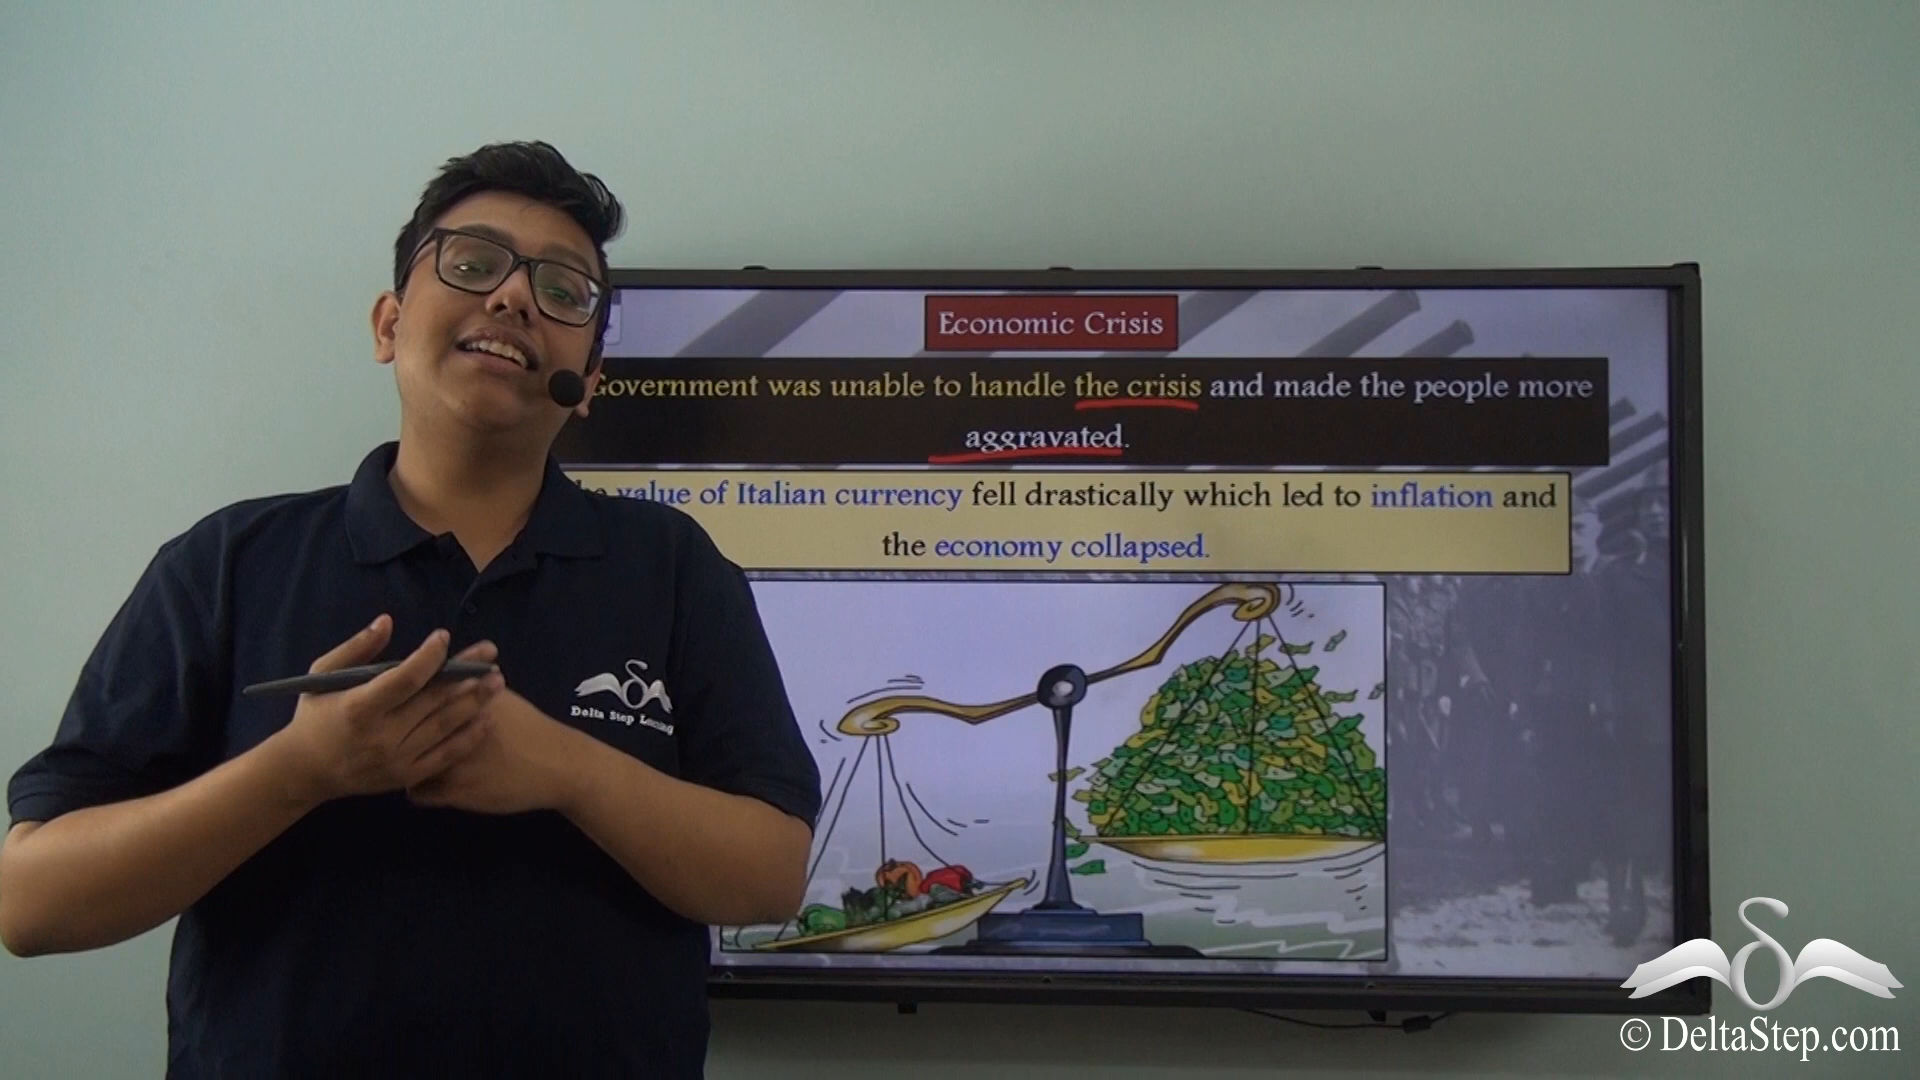 Economic Crisis
Government was unable to handle the crisis and made the people more
aggravated.
value of Italian currency fell drastically which led to inflation and
the economy collapsed.
Delta Step Learning
© DeltaStep.com